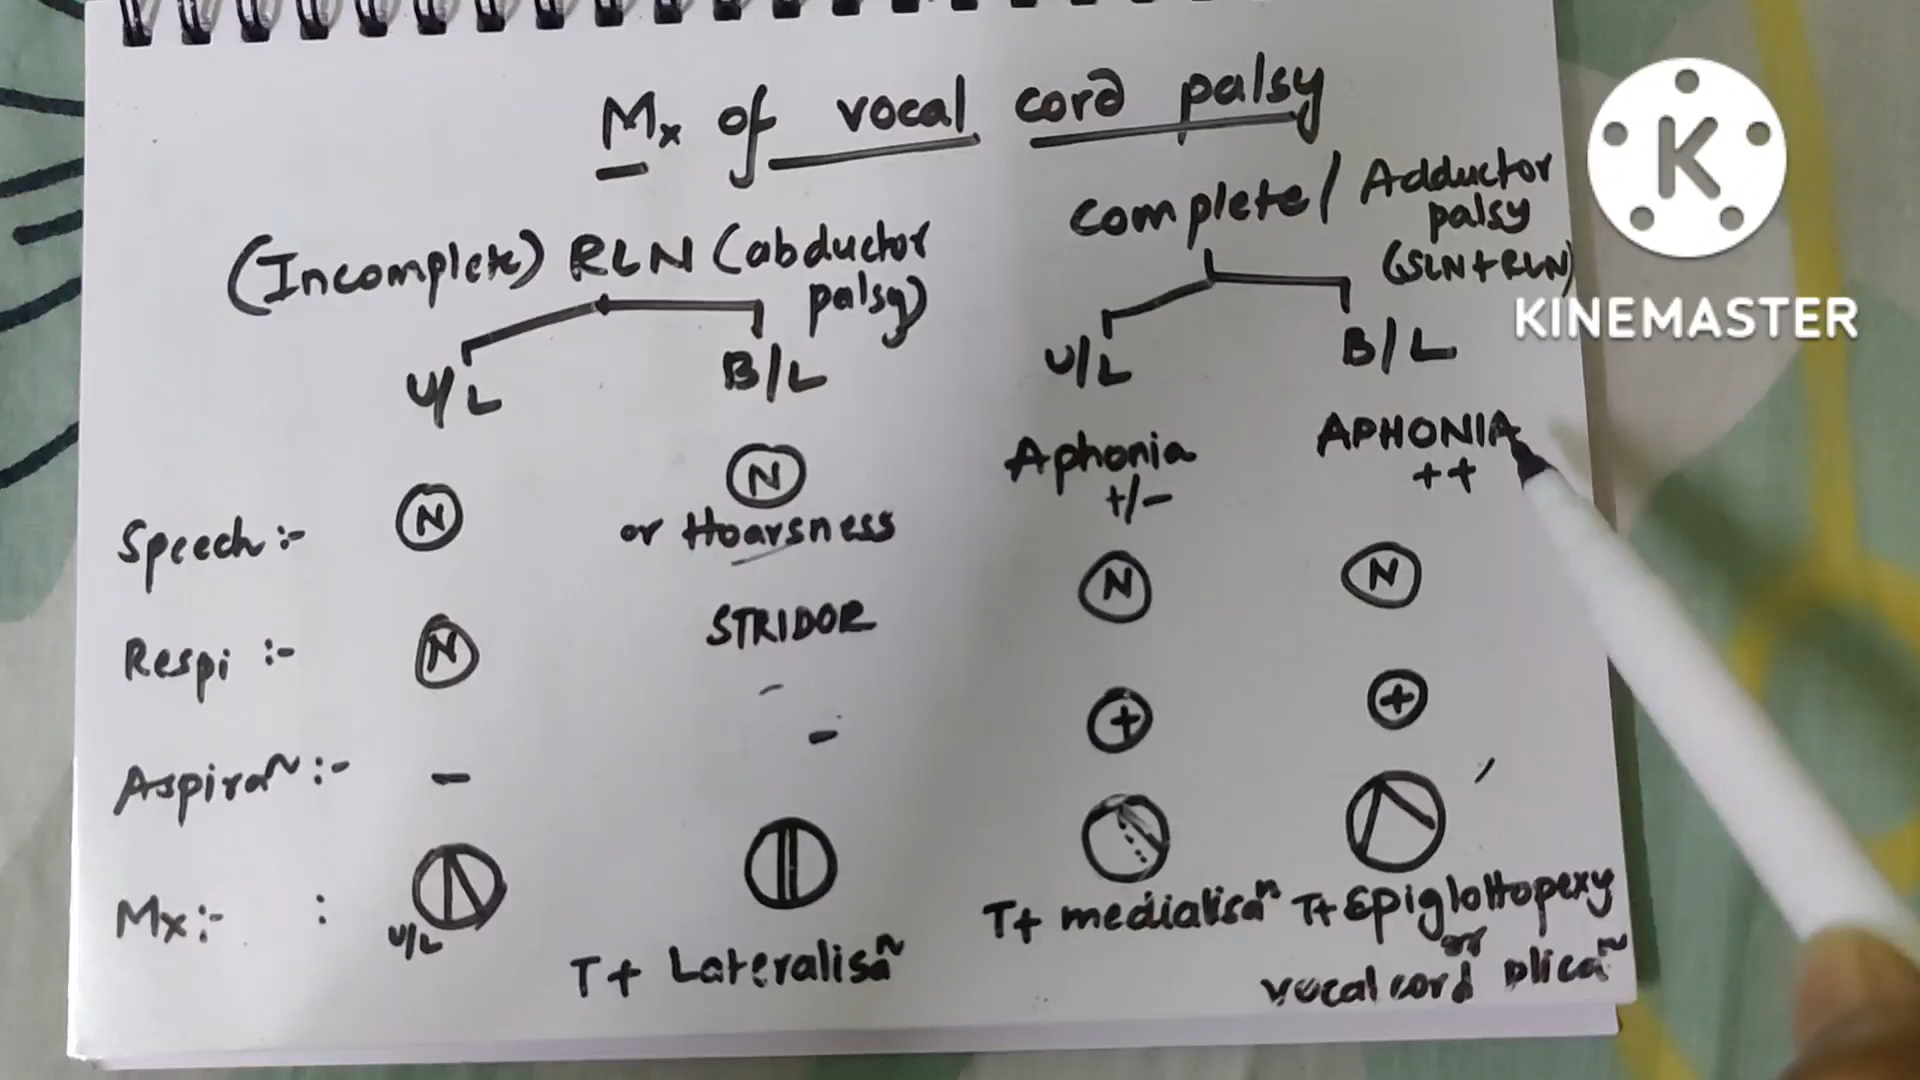 Mx of vocal cord palsy
(Incomplete) RLN (abductor palsy)
complete/ Adductor palsy (SLN + RLN)
KINEMASTER
U/L B/L U/L B/L
Speech:- N N or Hoarsness Aphonia +/- APHONIA ++
Respi :- N STRIDOR N N
Aspiraⁿ :- - - + +
Mx:- :
U/L
T+ Lateralisaⁿ
T+ medialisaⁿ
T+ Epiglottopexy
or
vocal cord plicaⁿ